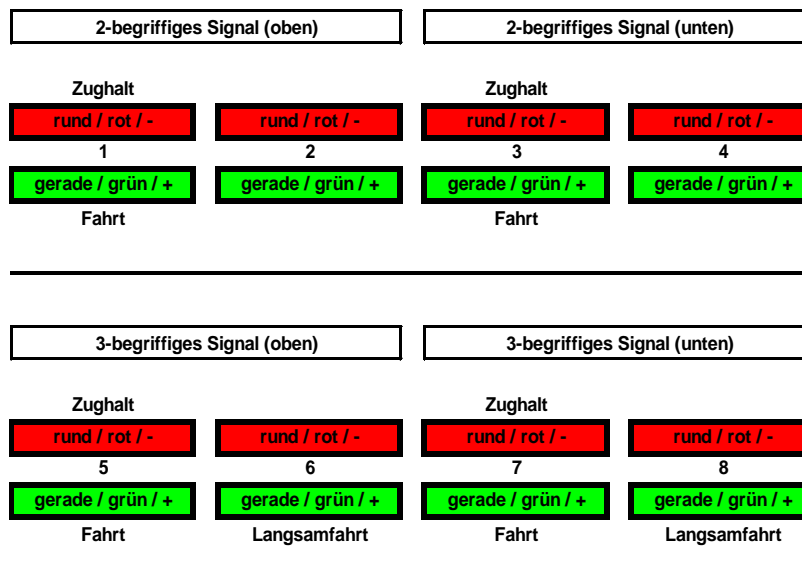 2-begriffiges Signal (oben) 2-begriffiges Signal (unten)
Zughalt Zughalt
rund / rot / - rund / rot / - rund / rot / - rund / rot / -
1 2 3 4
gerade / grün / + gerade / grün / + gerade / grün / + gerade / grün / +
Fahrt Fahrt
3-begriffiges Signal (oben) 3-begriffiges Signal (unten)
Zughalt Zughalt
rund / rot / - rund / rot / - rund / rot / - rund / rot / -
5 6 7 8
gerade / grün / + gerade / grün / + gerade / grün / + gerade / grün / +
Fahrt Langsamfahrt Fahrt Langsamfahrt